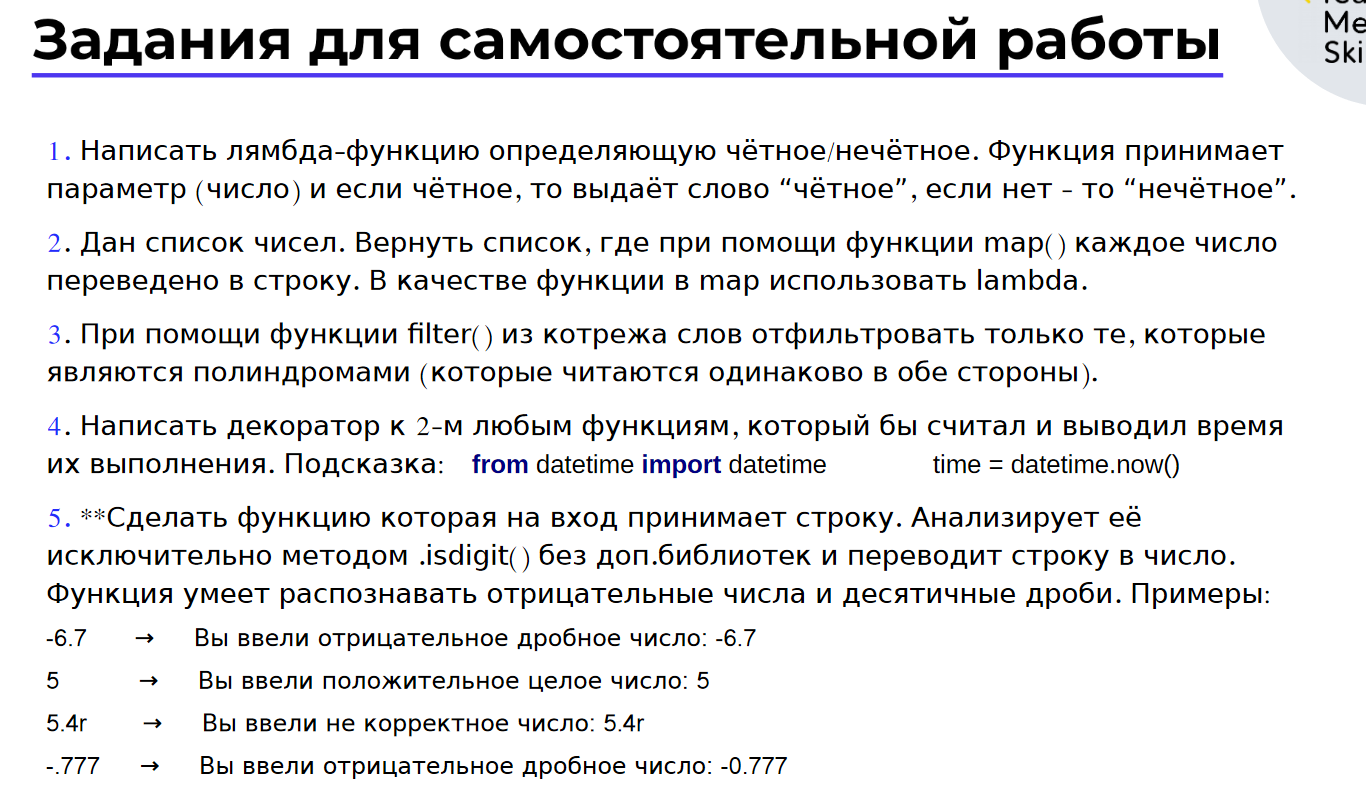 Задания для самостоятельной работы
Me
Ski
1. Написать лямбда-функцию определяющую чётное/нечётное. Функция принимает
параметр (число) и если чётное, то выдаёт слово “чётное”, если нет - то “нечётное”.
2. Дан список чисел. Вернуть список, где при помощи функции map() каждое число
переведено в строку. В качестве функции в map использовать lambda.
3. При помощи функции filter() из котрежа слов отфильтровать только те, которые
являются полиндромами (которые читаются одинаково в обе стороны).
4. Написать декоратор к 2-м любым функциям, который бы считал и выводил время
их выполнения. Подсказка: from datetime import datetime time = datetime.now()
5. **Сделать функцию которая на вход принимает строку. Анализирует её
исключительно методом .isdigit() без доп.библиотек и переводит строку в число.
Функция умеет распознавать отрицательные числа и десятичные дроби. Примеры:
-6.7 → Вы ввели отрицательное дробное число: -6.7
5 → Вы ввели положительное целое число: 5
5.4r → Вы ввели не корректное число: 5.4r
-.777 → Вы ввели отрицательное дробное число: -0.777